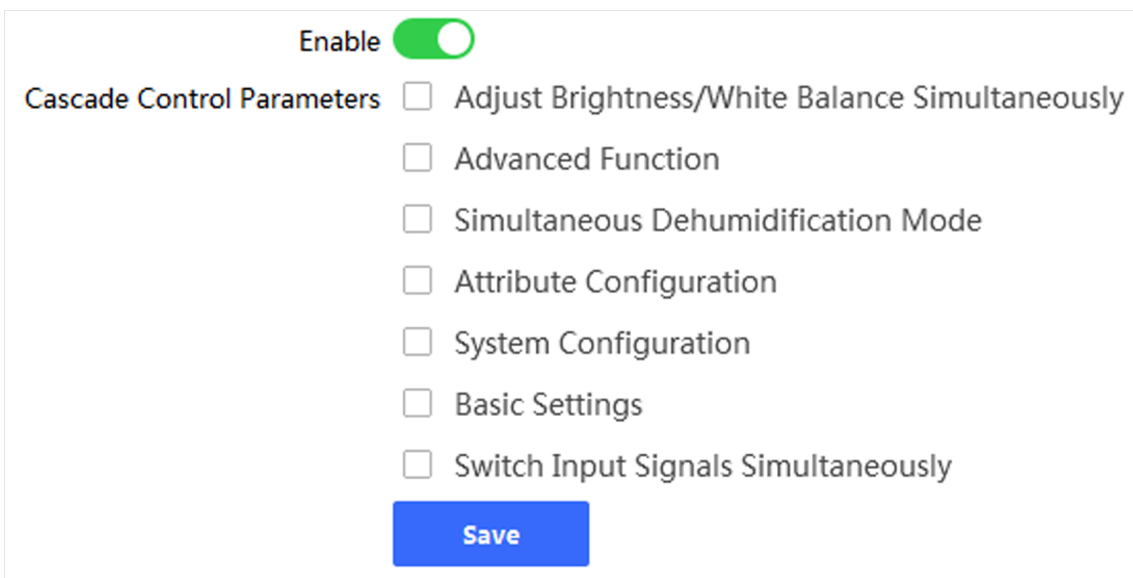 Enable
Cascade Control Parameters Adjust Brightness/White Balance Simultaneously
Advanced Function
Simultaneous Dehumidification Mode
Attribute Configuration
System Configuration
Basic Settings
Switch Input Signals Simultaneously
Save